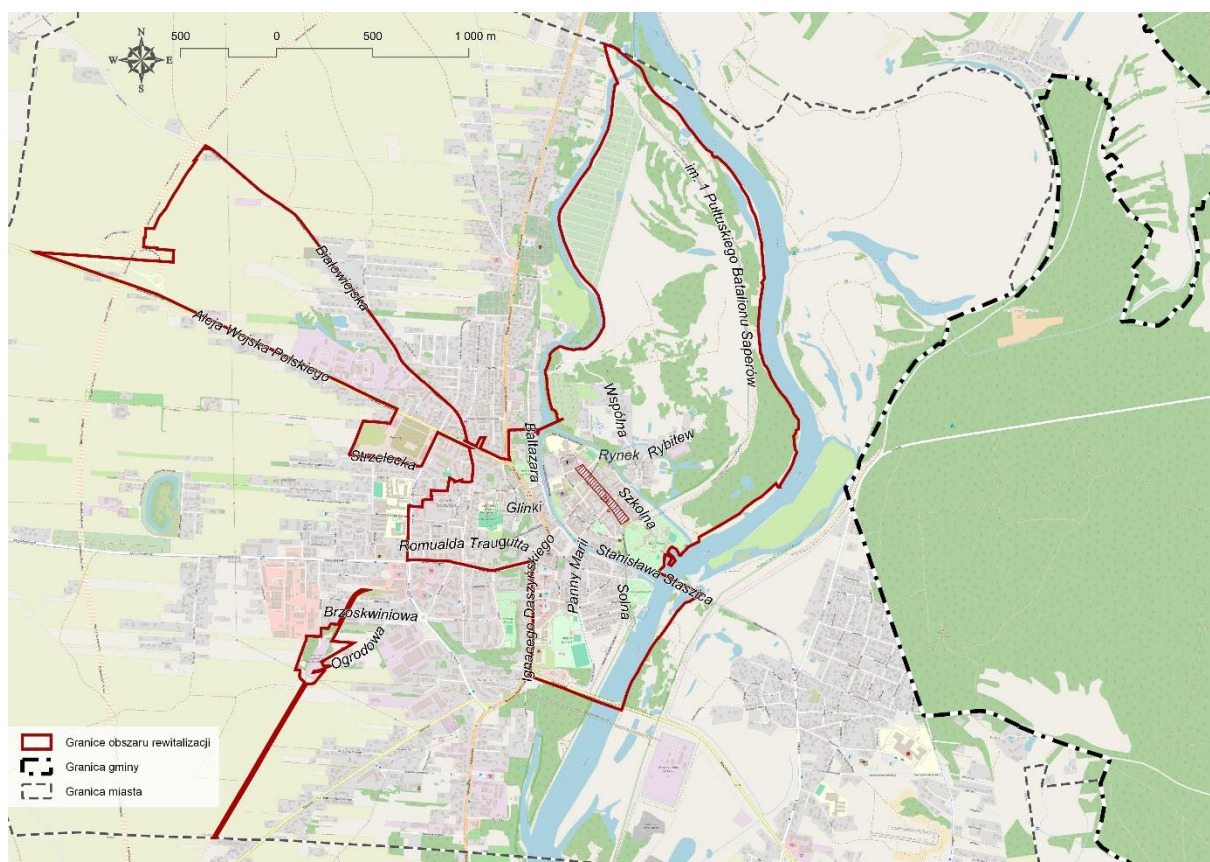 N
W
E
S
500
0
500
1 000 m
im. 1 Pułtuskiego Batalionu Saperów
Białowiejska
Aleja Wojska Polskiego
Wspólna
Baltazara
Rybitew
Rynek
Strzelecka
Szkolna
Glinki
Romualda Traugutta
Ignacego Daszyńskiego
Panny Marii
Stanisława Staszica
Solna
Brzoskwiniowa
Ogrodowa
Granice obszaru rewitalizacji
Granica gminy
Granica miasta